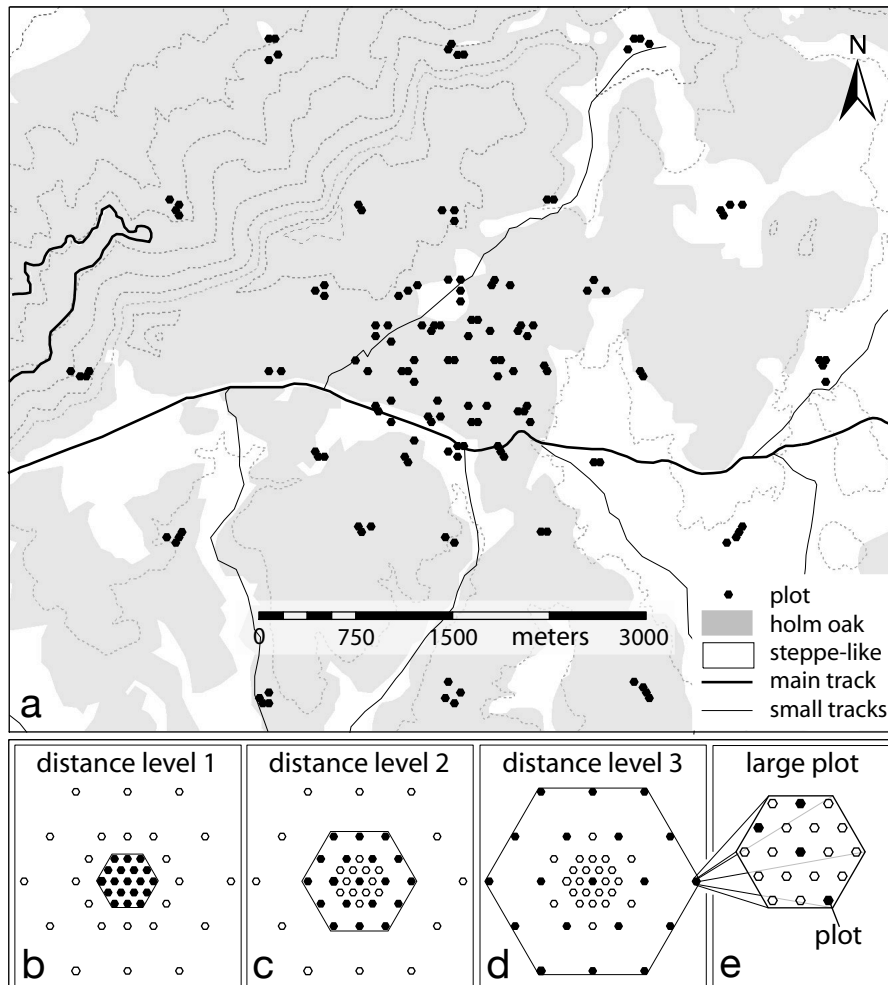 N
plot
holm oak
steppe-like
main track
small tracks
0 750 1500 meters 3000
a
distance level 1
distance level 2
distance level 3
large plot
plot
b
c
d
e